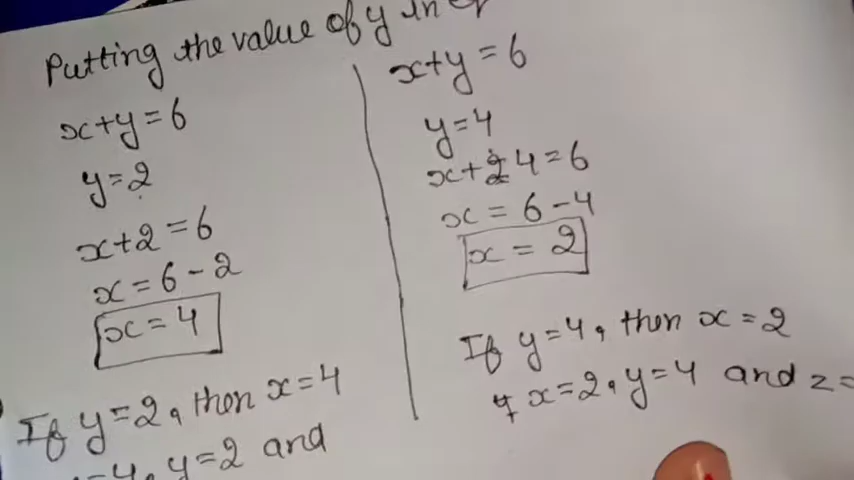 Putting the value of y in
x+y=6
y=2
x+2=6
x=6-2
x=4
If y=2, then x=4
y=2 and
x+y=6
y=4
x+4=6
x=6-4
x=2
If y=4, then x=2
x=2, y=4 and z=